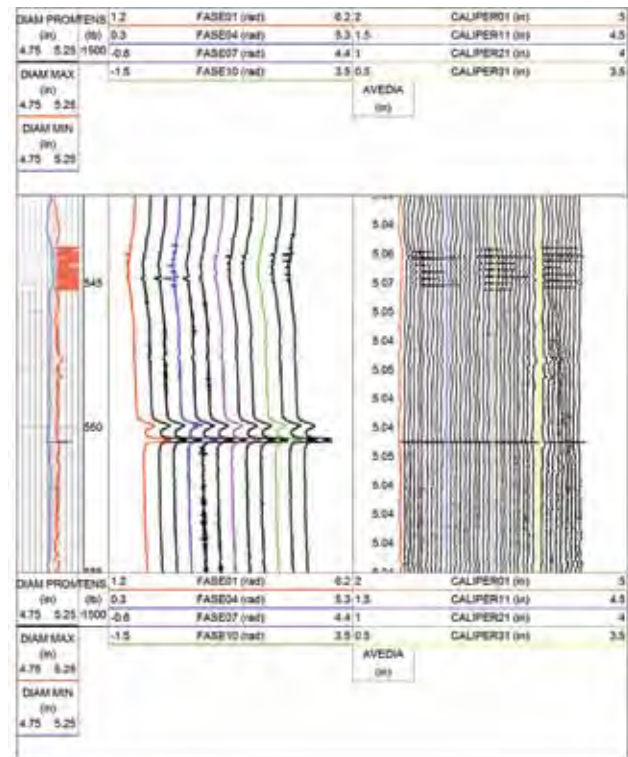 DIAM PROM TENS 1.2 FASE01 (rad) 6.2 2 CALIPER01 (in) 5
(in) (lb) 0.3 FASE04 (rad) 5.3 1.5 CALIPER11 (in) 4.5
4.75 5.25 -1500 -0.6 FASE07 (rad) 4.4 1 CALIPER21 (in) 4
DIAM MAX -1.5 FASE10 (rad) 3.5 0.5 CALIPER31 (in) 3.5
(in) AVEDIA
4.75 5.25 (in)
DIAM MIN
(in)
4.75 5.25
5.04
5.06
545
5.07
5.05
5.04
5.05
5.04
550
5.04
5.05
5.04
5.04
5.04
DIAM PROM TENS 1.2 FASE01 (rad) 6.2 2 CALIPER01 (in) 5
(in) (lb) 0.3 FASE04 (rad) 5.3 1.5 CALIPER11 (in) 4.5
4.75 5.25 -1500 -0.6 FASE07 (rad) 4.4 1 CALIPER21 (in) 4
DIAM MAX -1.5 FASE10 (rad) 3.5 0.5 CALIPER31 (in) 3.5
(in) AVEDIA
4.75 5.25 (in)
DIAM MIN
(in)
4.75 5.25